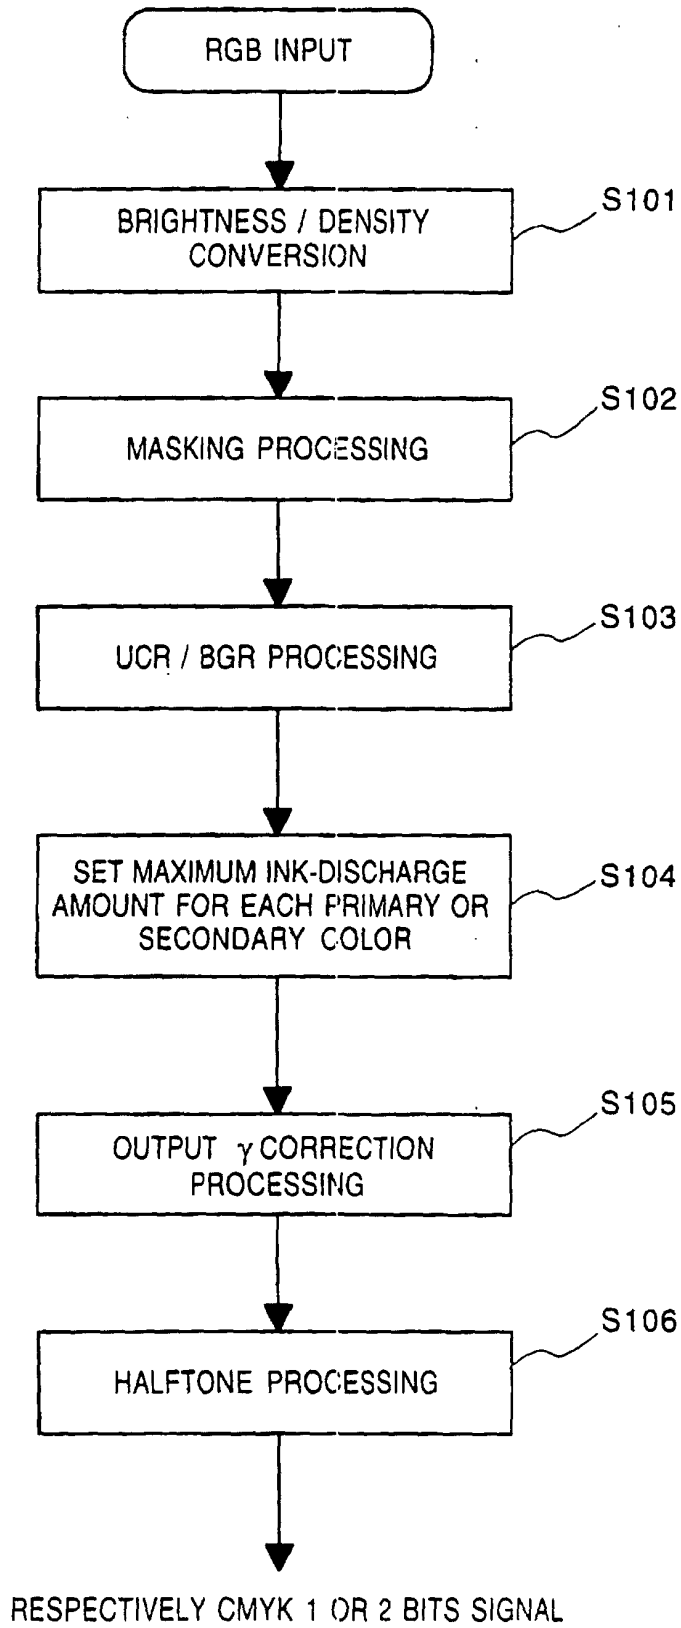 RGB INPUT
S101
BRIGHTNESS / DENSITY
CONVERSION
S102
MASKING PROCESSING
S103
UCR / BGR PROCESSING
S104
SET MAXIMUM INK-DISCHARGE
AMOUNT FOR EACH PRIMARY OR
SECONDARY COLOR
S105
OUTPUT γ CORRECTION
PROCESSING
S106
HALFTONE PROCESSING
RESPECTIVELY CMYK 1 OR 2 BITS SIGNAL